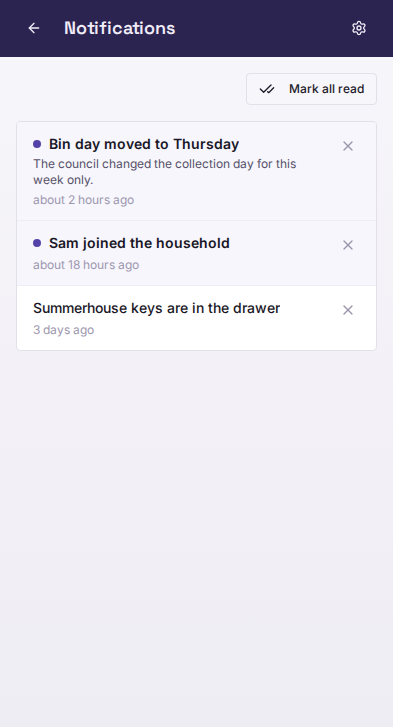 Notifications
Mark all read
Bin day moved to Thursday
The council changed the collection day for this
week only.
about 2 hours ago
Sam joined the household
about 18 hours ago
Summerhouse keys are in the drawer
3 days ago